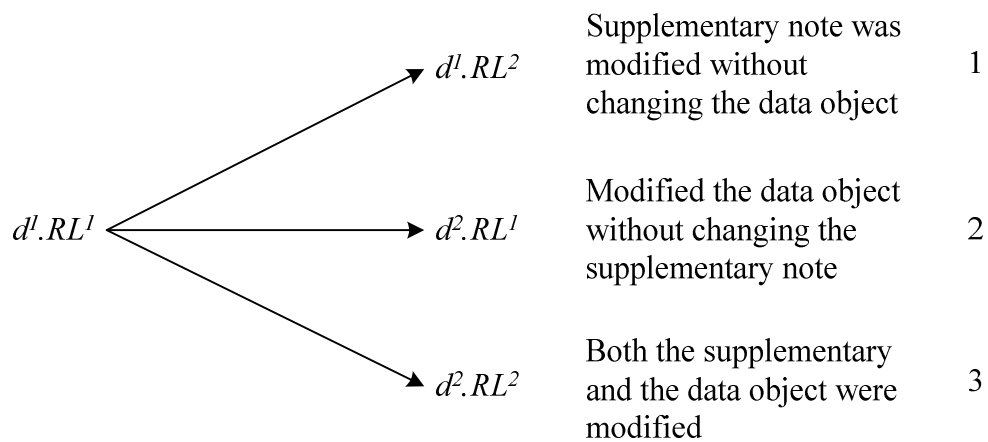 Supplementary note was
modified without
changing the data object
d¹.RL²
1
d¹.RL¹
d².RL¹
Modified the data object
without changing the
supplementary note
2
d².RL²
Both the supplementary
and the data object were
modified
3